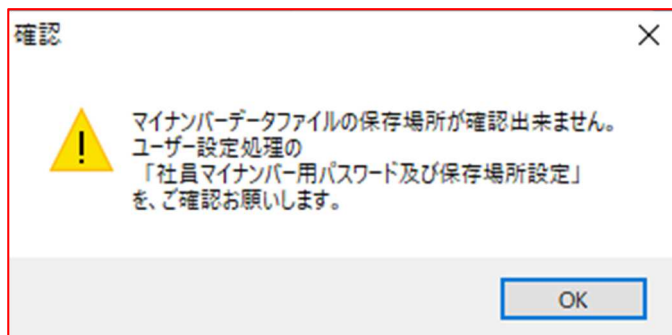 確認
マイナンバーデータファイルの保存場所が確認出来ません。
ユーザー設定処理の
「社員マイナンバー用パスワード及び保存場所設定」
を、ご確認お願いします。
OK